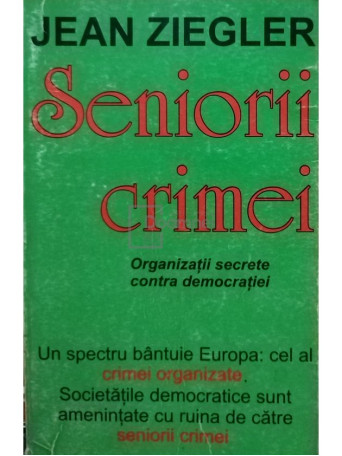 JEAN ZIEGLER
Seniorii
crimei
Organizații secrete
contra democrației
Un spectru bântuie Europa: cel al
crimei organizate.
Societățile democratice sunt
amenințate cu ruina de către
seniorii crimei